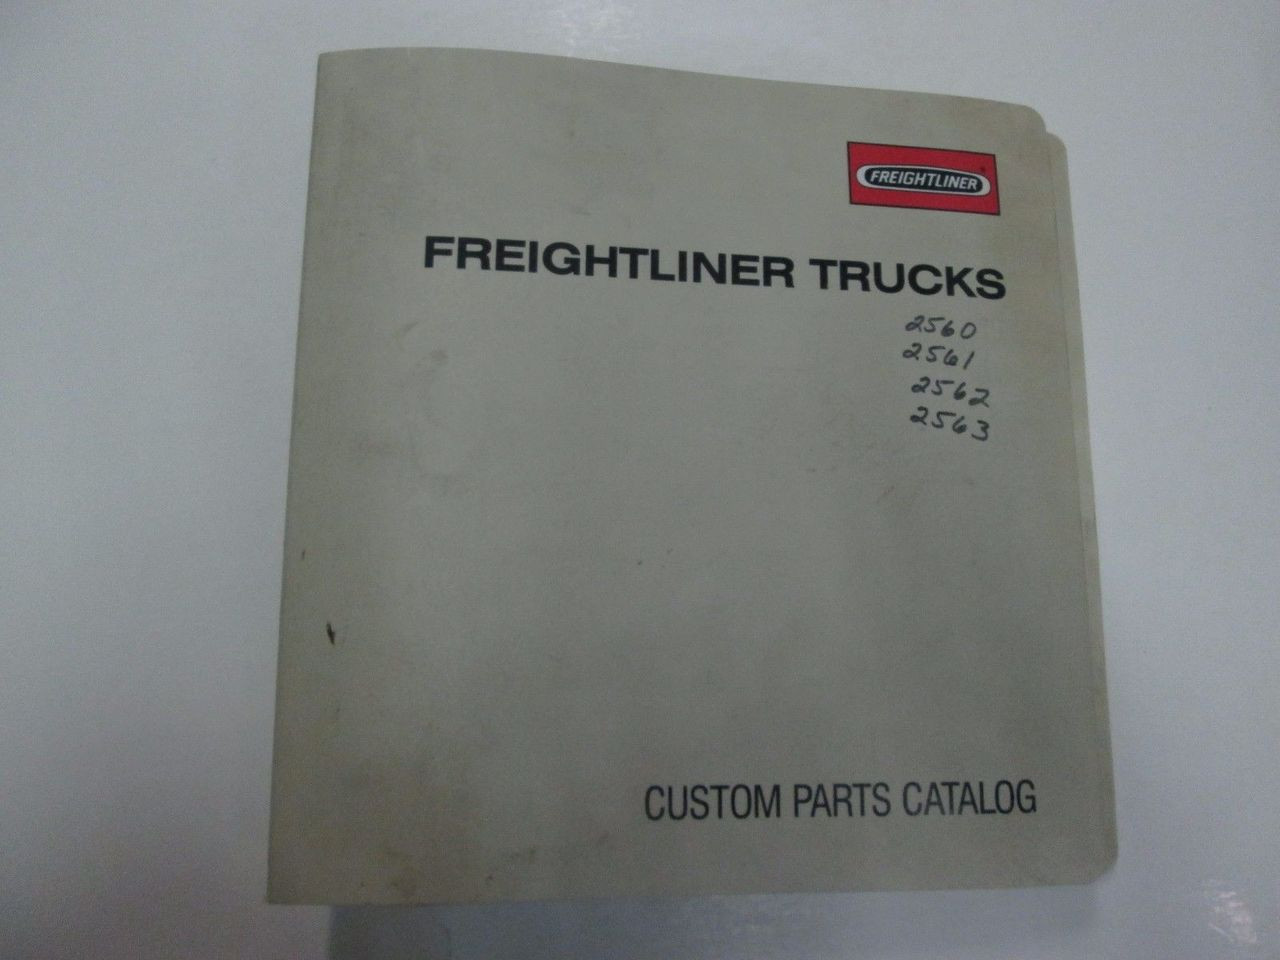 FREIGHTLINER
FREIGHTLINER TRUCKS
2560
2561
2562
2563
CUSTOM PARTS CATALOG